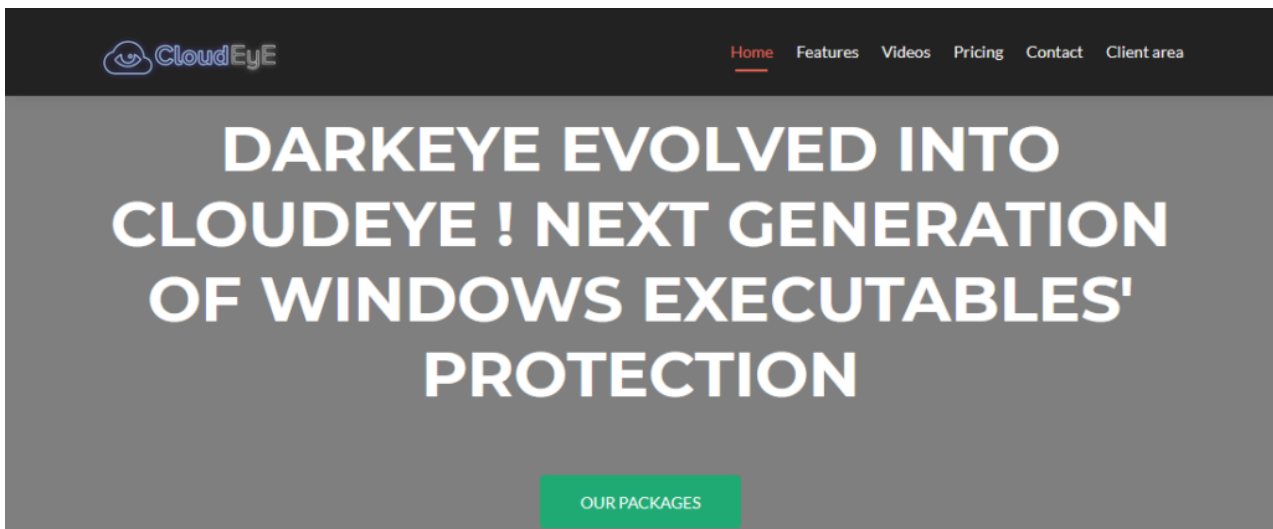 CloudEyE
Home Features Videos Pricing Contact Client area
DARKEYE EVOLVED INTO
CLOUDEYE ! NEXT GENERATION
OF WINDOWS EXECUTABLES'
PROTECTION
OUR PACKAGES